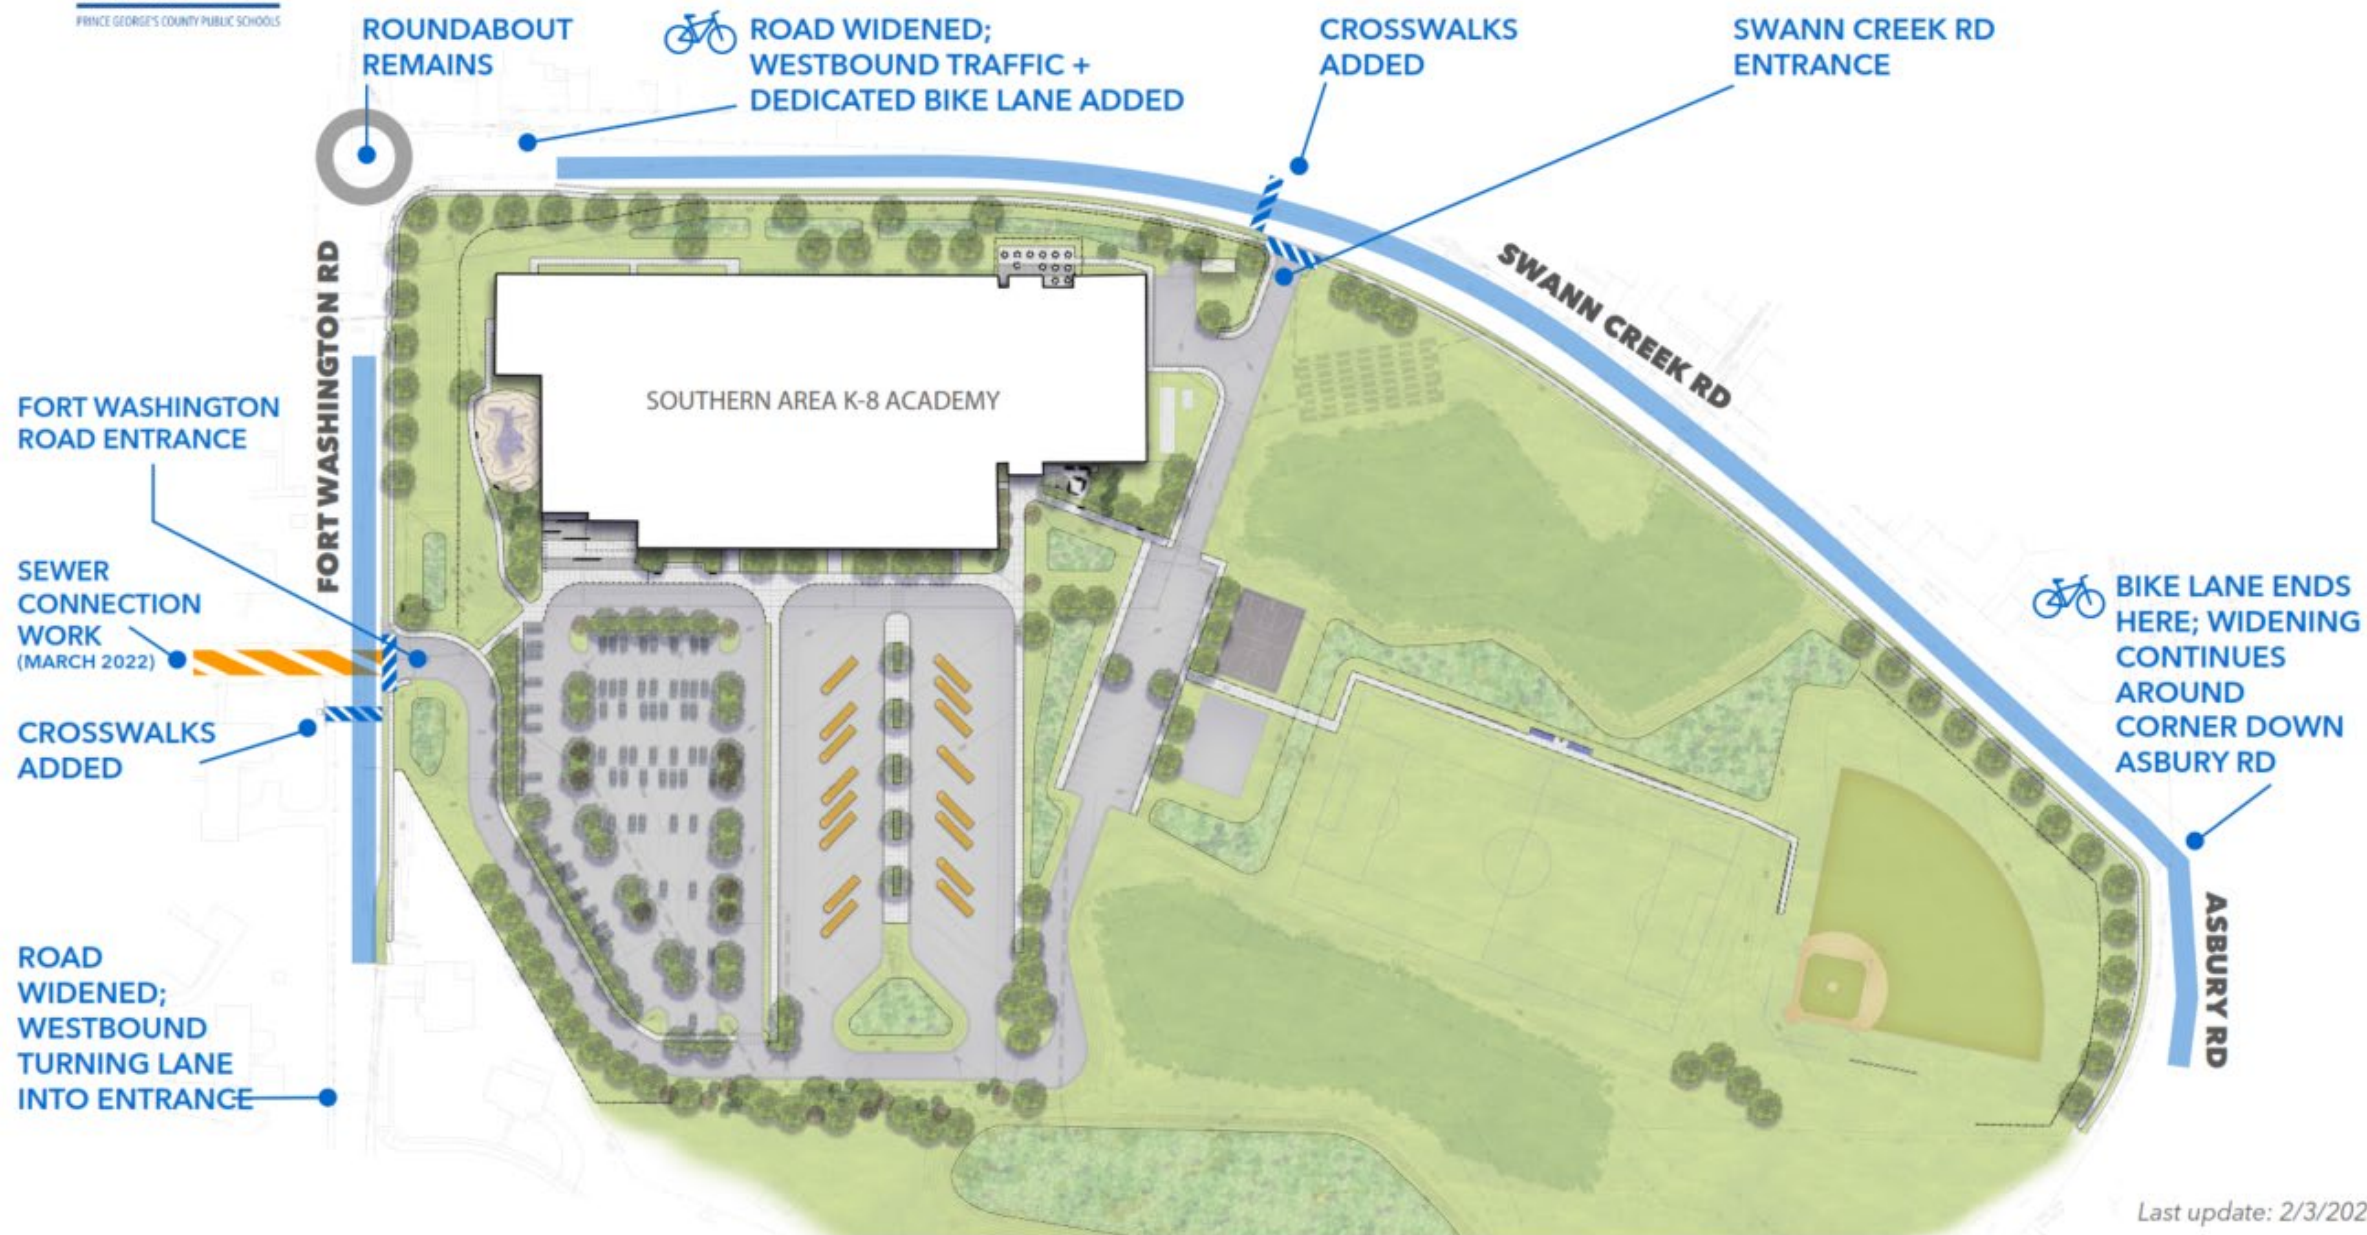 PRINCE GEORGE'S COUNTY PUBLIC SCHOOLS
ROUNDABOUT
REMAINS
ROAD WIDENED;
WESTBOUND TRAFFIC +
DEDICATED BIKE LANE ADDED
CROSSWALKS
ADDED
SWANN CREEK RD
ENTRANCE
SWANN CREEK RD
FORT WASHINGTON RD
SOUTHERN AREA K-8 ACADEMY
FORT WASHINGTON
ROAD ENTRANCE
SEWER
CONNECTION
WORK
(MARCH 2022)
CROSSWALKS
ADDED
ROAD
WIDENED;
WESTBOUND
TURNING LANE
INTO ENTRANCE
BIKE LANE ENDS
HERE; WIDENING
CONTINUES
AROUND
CORNER DOWN
ASBURY RD
ASBURY RD
Last update: 2/3/202